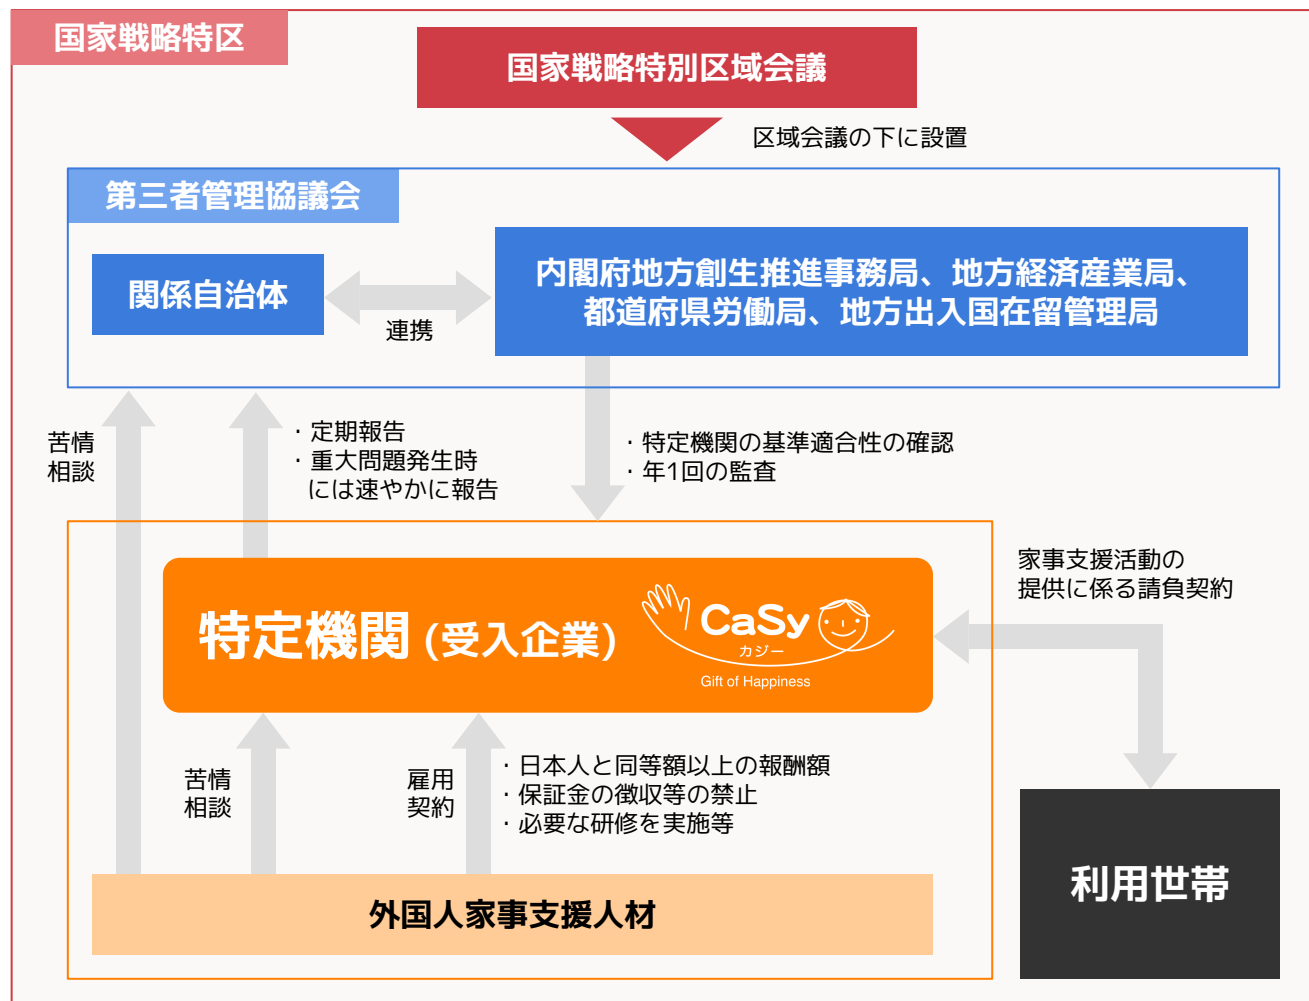 国家戦略特区
国家戦略特別区域会議
区域会議の下に設置
第三者管理協議会
関係自治体
連携
内閣府地方創生推進事務局、地方経済産業局、
都道府県労働局、地方出入国在留管理局
苦情
相談
・定期報告
・重大問題発生時
には速やかに報告
・特定機関の基準適合性の確認
・年1回の監査
特定機関 (受入企業)
CaSy
カジー
Gift of Happiness
家事支援活動の
提供に係る請負契約
苦情
相談
雇用
契約
・日本人と同等額以上の報酬額
・保証金の徴収等の禁止
・必要な研修を実施等
外国人家事支援人材
利用世帯